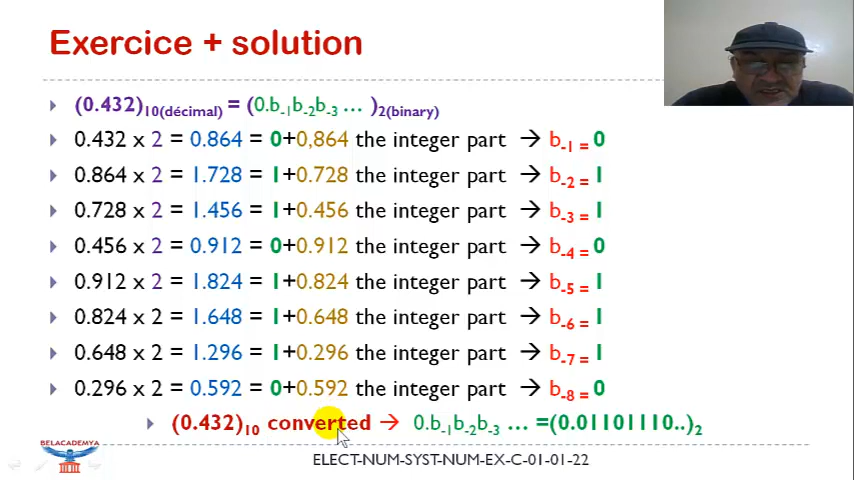 Exercice + solution
(0.432)10(décimal) = (0.b-1b-2b-3 … )2(binary)
0.432 x 2 = 0.864 = 0+0,864 the integer part → b-1 = 0
0.864 x 2 = 1.728 = 1+0.728 the integer part → b-2 = 1
0.728 x 2 = 1.456 = 1+0.456 the integer part → b-3 = 1
0.456 x 2 = 0.912 = 0+0.912 the integer part → b-4 = 0
0.912 x 2 = 1.824 = 1+0.824 the integer part → b-5 = 1
0.824 x 2 = 1.648 = 1+0.648 the integer part → b-6 = 1
0.648 x 2 = 1.296 = 1+0.296 the integer part → b-7 = 1
0.296 x 2 = 0.592 = 0+0.592 the integer part → b-8 = 0
(0.432)10 converted → 0.b-1b-2b-3 … =(0.01101110..)2
BELACADEMYA
ELECT-NUM-SYST-NUM-EX-C-01-01-22